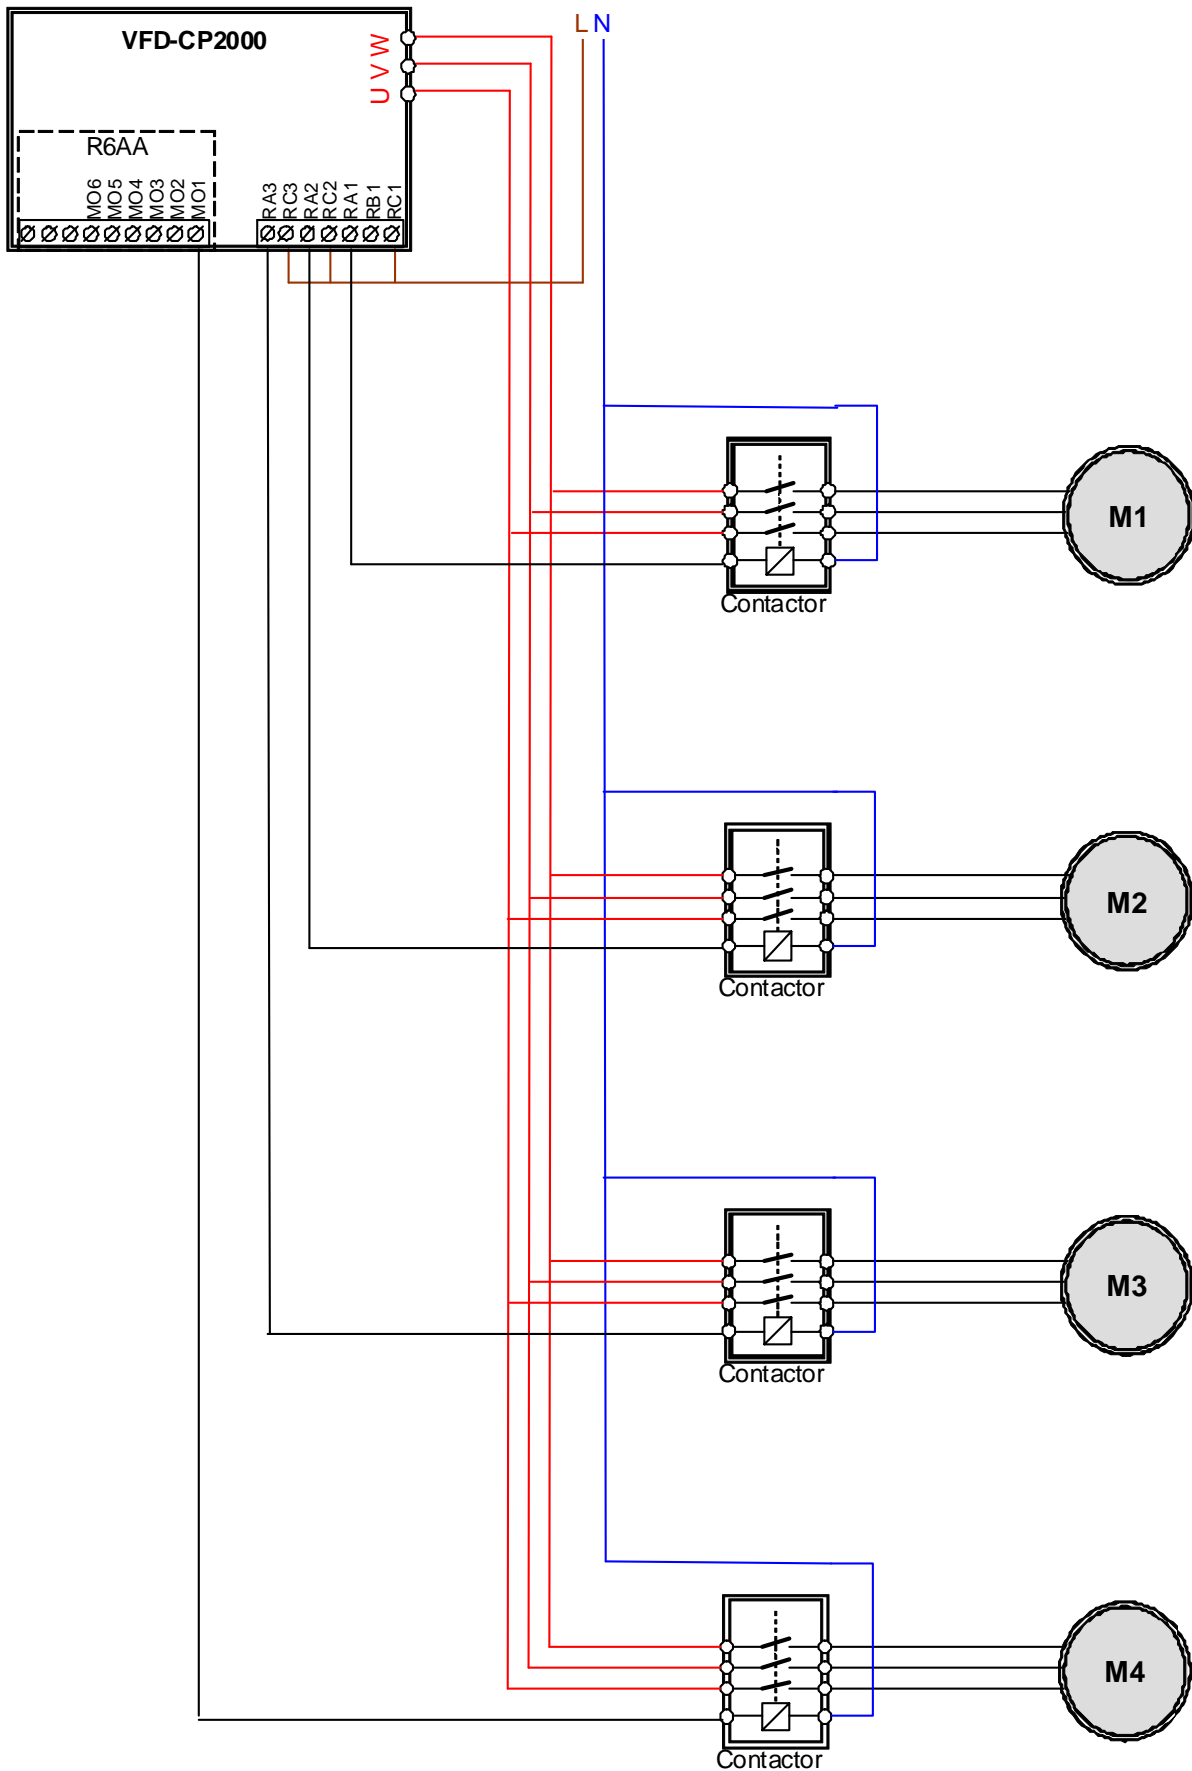 L N
VFD-CP2000
U V W
R6AA
MO6
MO5
MO4
MO3
MO2
MO1
RA3
RC3
RA2
RC2
RA1
RB1
RC1
M1
Contactor
M2
Contactor
M3
Contactor
M4
Contactor